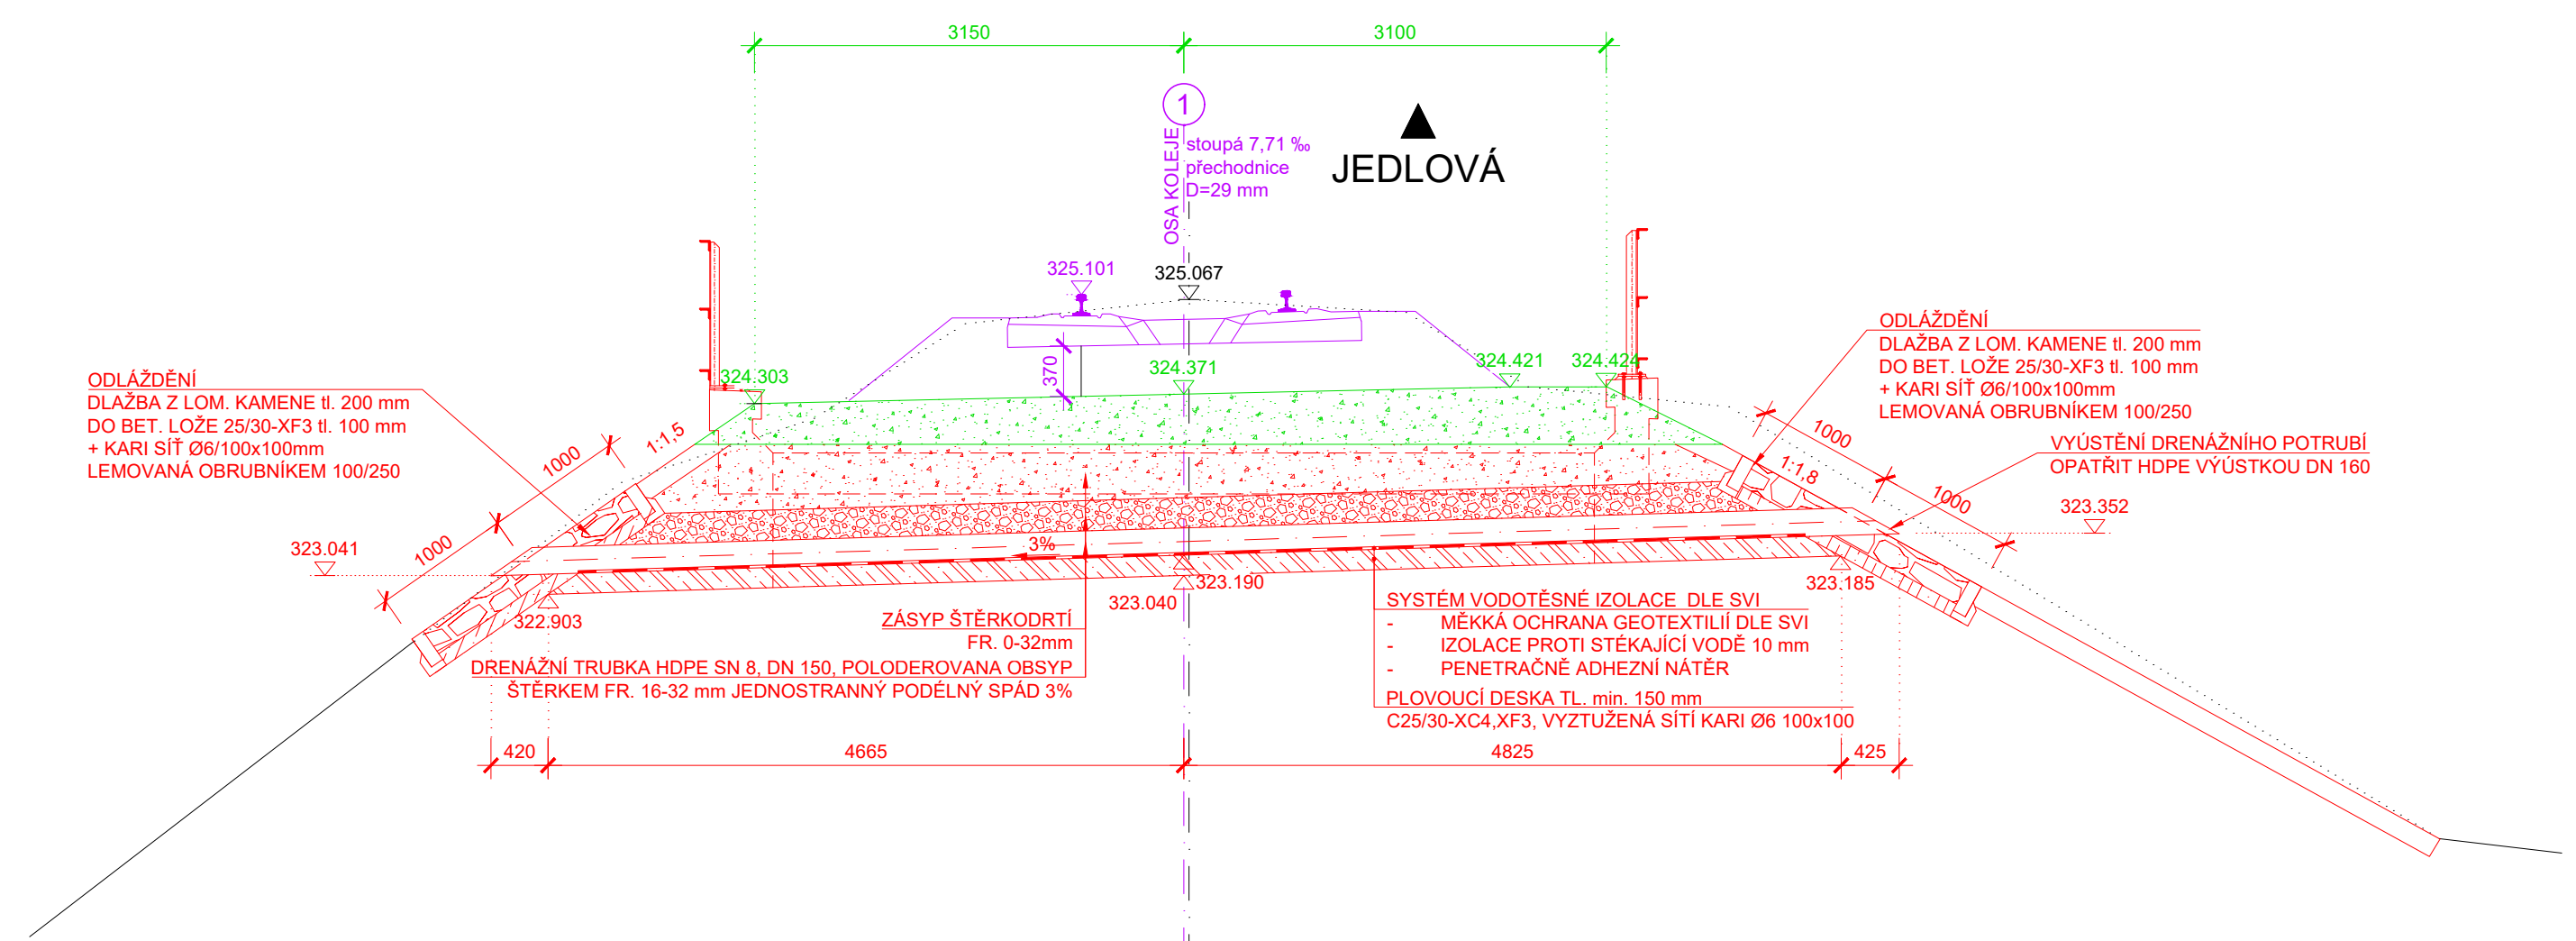 3150
3100
1
OSA KOLEJE
stoupá 7,71 ‰
přechodnice
D=29 mm
JEDLOVÁ
325.101
325.067
370
324.303
324.371
324.421
324.424
ODLÁŽDĚNÍ
DLAŽBA Z LOM. KAMENE tl. 200 mm
DO BET. LOŽE 25/30-XF3 tl. 100 mm
+ KARI SÍŤ Ø6/100x100mm
LEMOVANÁ OBRUBNÍKEM 100/250
ODLÁŽDĚNÍ
DLAŽBA Z LOM. KAMENE tl. 200 mm
DO BET. LOŽE 25/30-XF3 tl. 100 mm
+ KARI SÍŤ Ø6/100x100mm
LEMOVANÁ OBRUBNÍKEM 100/250
VYÚSTĚNÍ DRENÁŽNÍHO POTRUBÍ
OPATŘIT HDPE VÝÚSTKOU DN 160
1:1,5
1000
1000
1000
1:1,8
1000
323.041
323.352
3%
322.903
323.040
323.190
323.185
ZÁSYP ŠTĚRKODRTÍ
FR. 0-32mm
DRENÁŽNÍ TRUBKA HDPE SN 8, DN 150, POLODEROVANA OBSYP
ŠTĚRKEM FR. 16-32 mm JEDNOSTRANNÝ PODÉLNÝ SPÁD 3%
SYSTÉM VODOTĚSNÉ IZOLACE DLE SVI
- MĚKKÁ OCHRANA GEOTEXTILIÍ DLE SVI
- IZOLACE PROTI STÉKAJÍCÍ VODĚ 10 mm
- PENETRAČNĚ ADHEZNÍ NÁTĚR
PLOVOUCÍ DESKA TL. min. 150 mm
C25/30-XC4,XF3, VYZTUŽENÁ SÍTÍ KARI Ø6 100x100
420
4665
4825
425